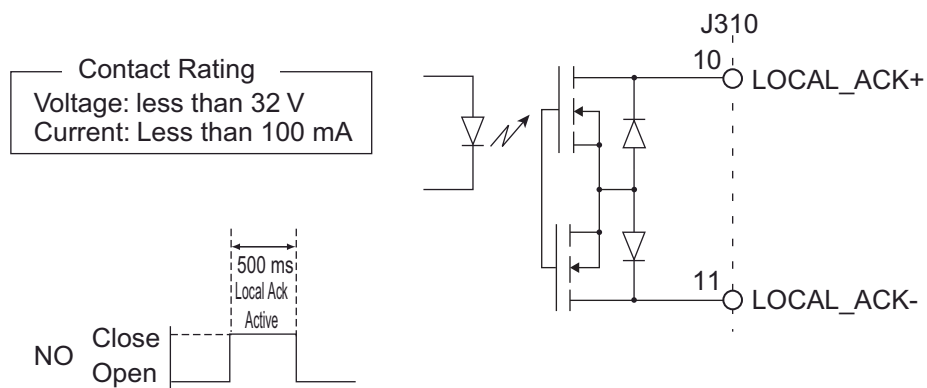 Contact Rating
Voltage: less than 32 V
Current: Less than 100 mA
J310
10
LOCAL_ACK+
11
LOCAL_ACK-
500 ms
Local Ack
Active
NO
Close
Open